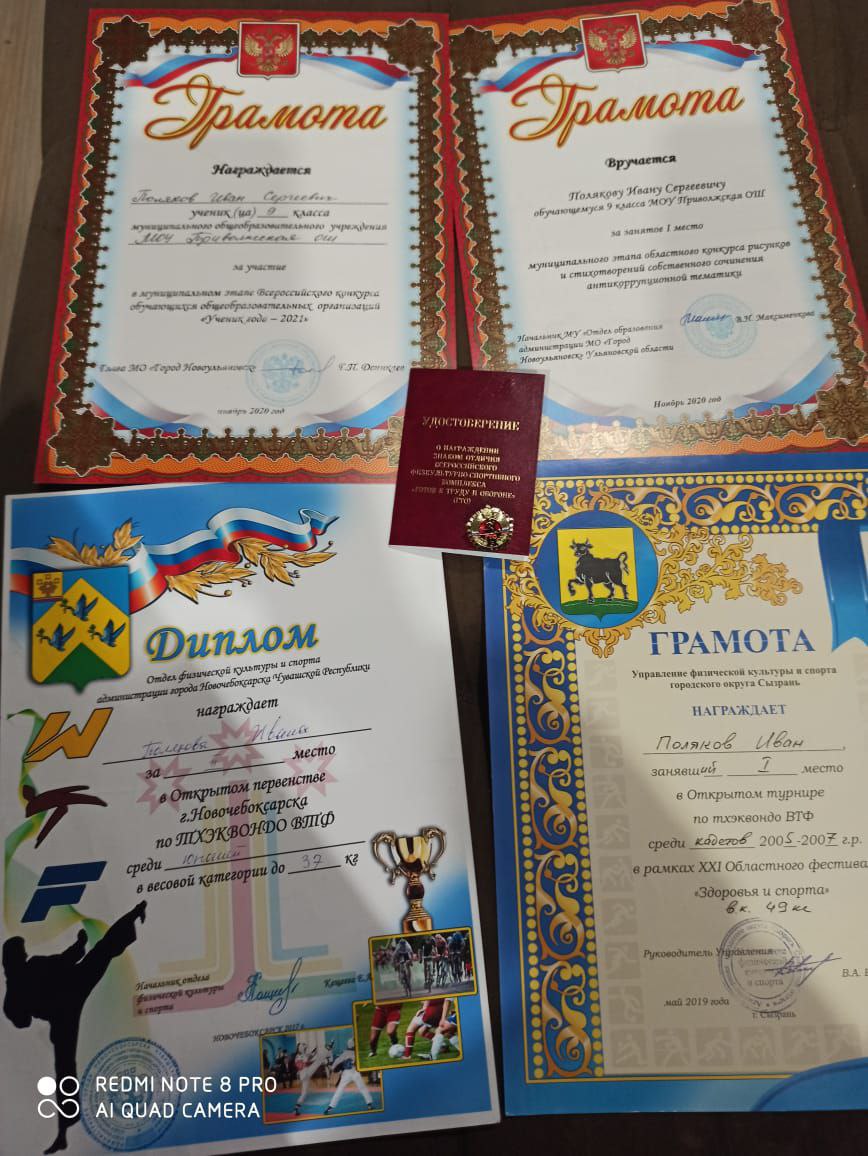 Грамота
Награждается
Поляков Иван Сергеевич
ученик (ца) 9 класса
муниципального общеобразовательного учреждения
МОУ Приволжская ОШ
за участие
в муниципальном этапе Всероссийского конкурса
обучающихся общеобразовательных организаций
«Ученик года – 2021»
Глава МО «Город Новоульяновск» Г.П. Деникаев
ноябрь 2020 год
Грамота
Вручается
Полякову Ивану Сергеевичу
обучающемуся 9 класса МОУ Приволжская ОШ
за занятое I место
муниципального этапа областного конкурса рисунков
и стихотворений собственного сочинения
антикоррупционной тематики
Начальник МУ «Отдел образования
администрации МО «Город
Новоульяновск» Ульяновской области
В.Н. Максименкова
Ноябрь 2020 год
УДОСТОВЕРЕНИЕ
О НАГРАЖДЕНИИ
ЗНАКОМ ОТЛИЧИЯ
ВСЕРОССИЙСКОГО
ФИЗКУЛЬТУРНО-СПОРТИВНОГО
КОМПЛЕКСА
«ГОТОВ К ТРУДУ И ОБОРОНЕ»
(ГТО)
Диплом
Отдел физической культуры и спорта
администрации города Новочебоксарска Чувашской Республики
награждает
Полякова Ивана
за место
в Открытом первенстве
г.Новочебоксарска
по ТХЭКВОНДО ВТФ
среди юношей
в весовой категории до 37 кг
Начальник отдела
физической культуры
и спорта
Кащеева Е.А.
НОВОЧЕБОКСАРСК 2017 г.
W
T
F
ГРАМОТА
Управление физической культуры и спорта
городского округа Сызрань
НАГРАЖДАЕТ
Поляков Иван,
занявший I место
в Открытом турнире
по тхэквондо ВТФ
среди кадетов 2005-2007 г.р.
в рамках XXI Областного фестива
«Здоровья и спорта»
в.к. 49 кг
Руководитель Управления
В.А.
май 2019 года
г. Сызрань
REDMI NOTE 8 PRO
AI QUAD CAMERA